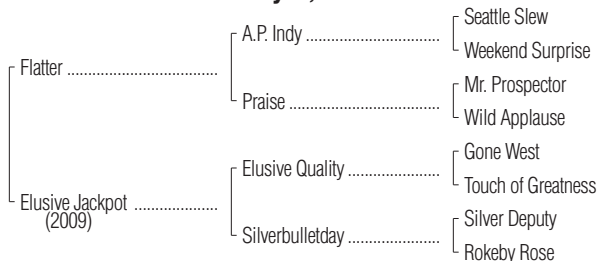 Seattle Slew
A.P. Indy
Weekend Surprise
Flatter
Mr. Prospector
Praise
Wild Applause
Gone West
Elusive Quality
Touch of Greatness
Elusive Jackpot
(2009)
Silver Deputy
Silverbulletday
Rokeby Rose